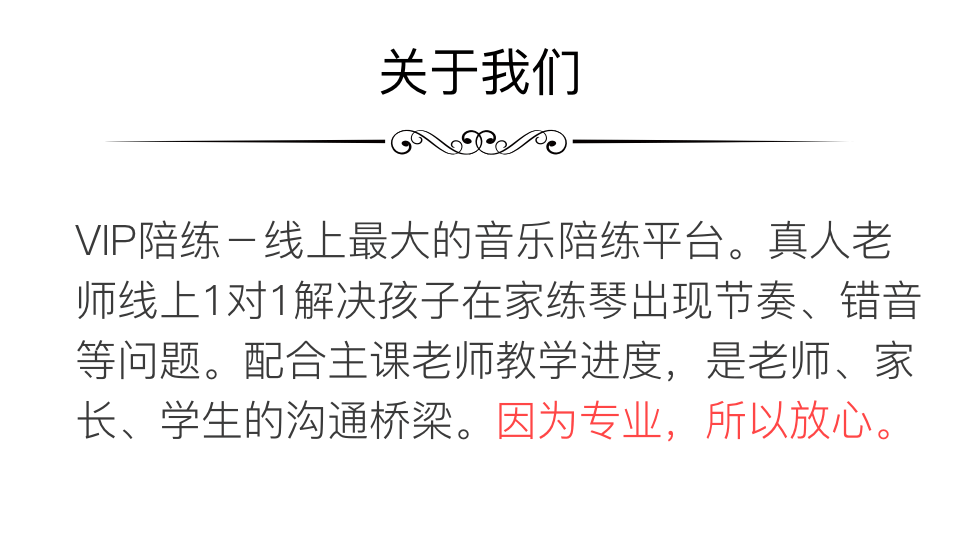 关于我们
VIP陪练－线上最大的音乐陪练平台。真人老
师线上1对1解决孩子在家练琴出现节奏、错音
等问题。配合主课老师教学进度，是老师、家
长、学生的沟通桥梁。因为专业，所以放心。